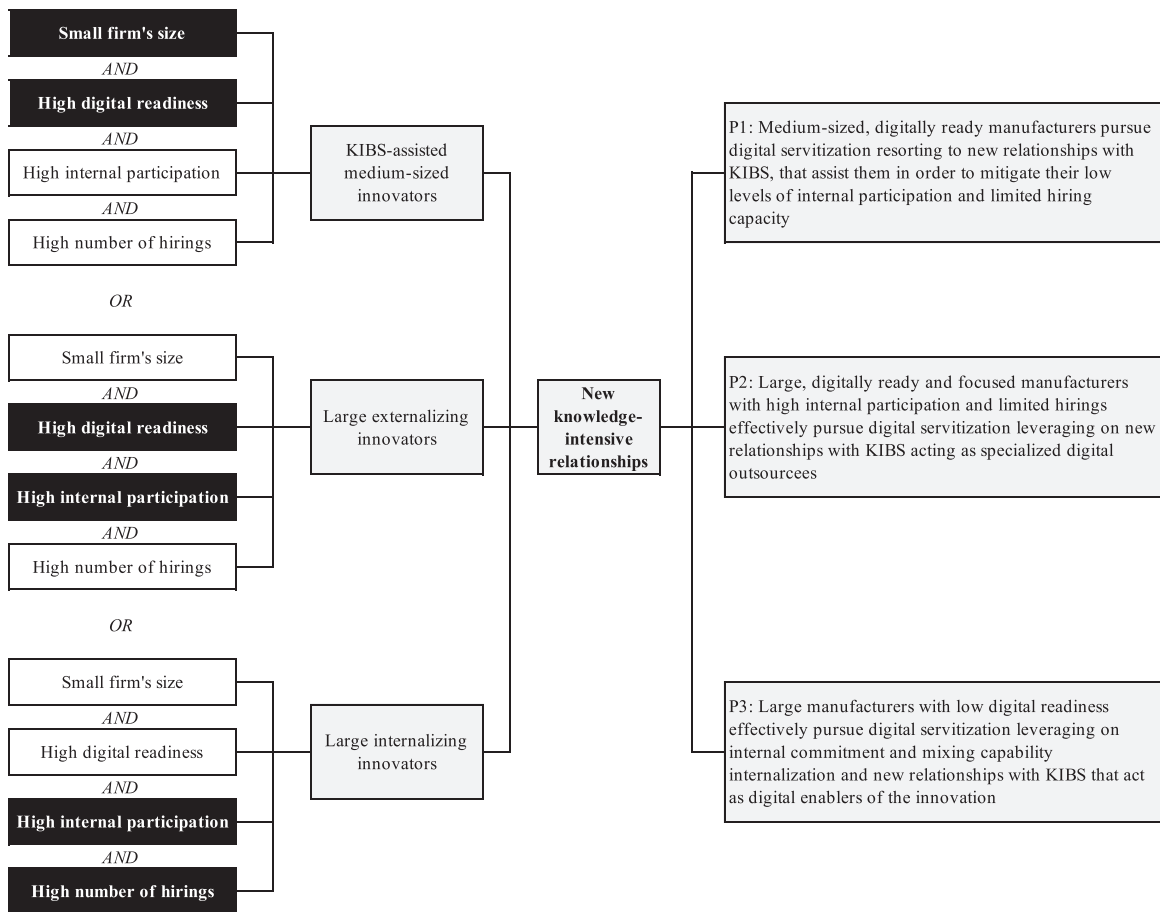 Small firm's size
AND
High digital readiness
AND
High internal participation
AND
High number of hirings
KIBS-assisted
medium-sized
innovators
OR
Small firm's size
AND
High digital readiness
AND
High internal participation
AND
High number of hirings
Large externalizing
innovators
OR
Small firm's size
AND
High digital readiness
AND
High internal participation
AND
High number of hirings
Large internalizing
innovators
New
knowledge-
intensive
relationships
P1: Medium-sized, digitally ready manufacturers pursue
digital servitization resorting to new relationships with
KIBS, that assist them in order to mitigate their low
levels of internal participation and limited hiring
capacity
P2: Large, digitally ready and focused manufacturers
with high internal participation and limited hirings
effectively pursue digital servitization leveraging on new
relationships with KIBS acting as specialized digital
outsourcees
P3: Large manufacturers with low digital readiness
effectively pursue digital servitization leveraging on
internal commitment and mixing capability
internalization and new relationships with KIBS that act
as digital enablers of the innovation